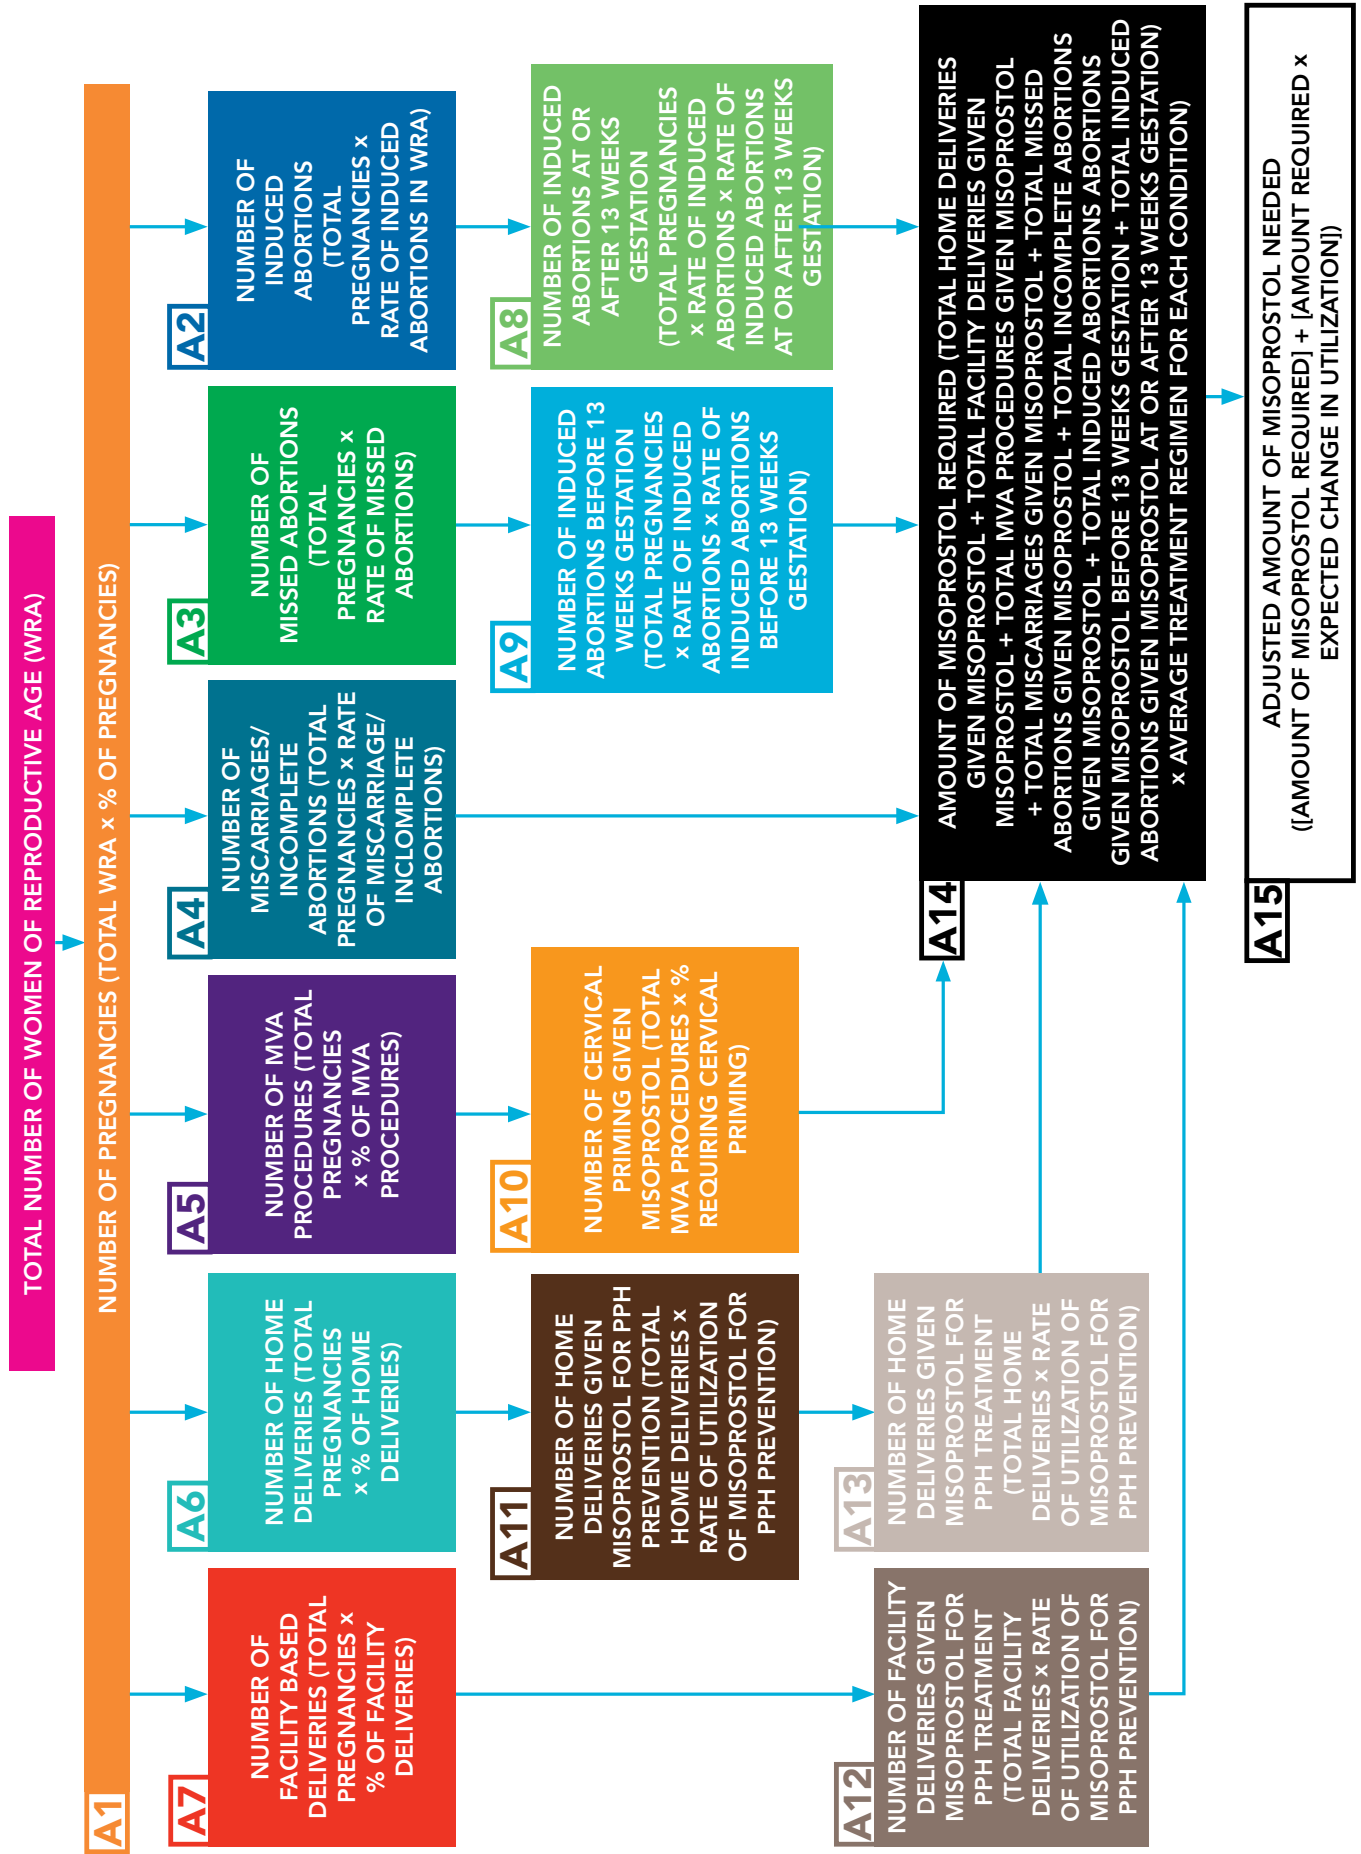 TOTAL NUMBER OF WOMEN OF REPRODUCTIVE AGE (WRA)
A1
NUMBER OF PREGNANCIES (TOTAL WRA x % OF PREGNANCIES)
A7
NUMBER OF
FACILITY BASED
DELIVERIES (TOTAL
PREGNANCIES x
% OF FACILITY
DELIVERIES)
A6
NUMBER OF HOME
DELIVERIES (TOTAL
PREGNANCIES
x % OF HOME
DELIVERIES)
A5
NUMBER OF MVA
PROCEDURES (TOTAL
PREGNANCIES
x % OF MVA
PROCEDURES)
A4
NUMBER OF
MISCARRIAGES/
INCOMPLETE
ABORTIONS (TOTAL
PREGNANCIES x RATE
OF MISCARRIAGE/
INCLOMPLETE
ABORTIONS)
A3
NUMBER OF
MISSED ABORTIONS
(TOTAL
PREGNANCIES x
RATE OF MISSED
ABORTIONS)
A2
NUMBER OF
INDUCED
ABORTIONS
(TOTAL
PREGNANCIES x
RATE OF INDUCED
ABORTIONS IN WRA)
A11
NUMBER OF HOME
DELIVERIES GIVEN
MISOPROSTOL FOR PPH
PREVENTION (TOTAL
HOME DELIVERIES x
RATE OF UTILIZATION
OF MISOPROSTOL FOR
PPH PREVENTION)
A10
NUMBER OF CERVICAL
PRIMING GIVEN
MISOPROSTOL (TOTAL
MVA PROCEDURES x %
REQUIRING CERVICAL
PRIMING)
A9
NUMBER OF INDUCED
ABORTIONS BEFORE 13
WEEKS GESTATION
(TOTAL PREGNANCIES
x RATE OF INDUCED
ABORTIONS x RATE OF
INDUCED ABORTIONS
BEFORE 13 WEEKS
GESTATION)
A8
NUMBER OF INDUCED
ABORTIONS AT OR
AFTER 13 WEEKS
GESTATION
(TOTAL PREGNANCIES
x RATE OF INDUCED
ABORTIONS x RATE OF
INDUCED ABORTIONS
AT OR AFTER 13 WEEKS
GESTATION)
A12
NUMBER OF FACILITY
DELIVERIES GIVEN
MISOPROSTOL FOR
PPH TREATMENT
(TOTAL FACILITY
DELIVERIES x RATE
OF UTILIZATION OF
MISOPROSTOL FOR
PPH PREVENTION)
A13
NUMBER OF HOME
DELIVERIES GIVEN
MISOPROSTOL FOR
PPH TREATMENT
(TOTAL HOME
DELIVERIES x RATE
OF UTILIZATION OF
MISOPROSTOL FOR
PPH PREVENTION)
A14
AMOUNT OF MISOPROSTOL REQUIRED (TOTAL HOME DELIVERIES
GIVEN MISOPROSTOL + TOTAL FACILITY DELIVERIES GIVEN
MISOPROSTOL + TOTAL MVA PROCEDURES GIVEN MISOPROSTOL
+ TOTAL MISCARRIAGES GIVEN MISOPROSTOL + TOTAL MISSED
ABORTIONS GIVEN MISOPROSTOL + TOTAL INCOMPLETE ABORTIONS
GIVEN MISOPROSTOL + TOTAL INDUCED ABORTIONS ABORTIONS
GIVEN MISOPROSTOL BEFORE 13 WEEKS GESTATION + TOTAL INDUCED
ABORTIONS GIVEN MISOPROSTOL AT OR AFTER 13 WEEKS GESTATION)
x AVERAGE TREATMENT REGIMEN FOR EACH CONDITION)
A15
ADJUSTED AMOUNT OF MISOPROSTOL NEEDED
([AMOUNT OF MISOPROSTOL REQUIRED] + [AMOUNT REQUIRED x
EXPECTED CHANGE IN UTILIZATION])